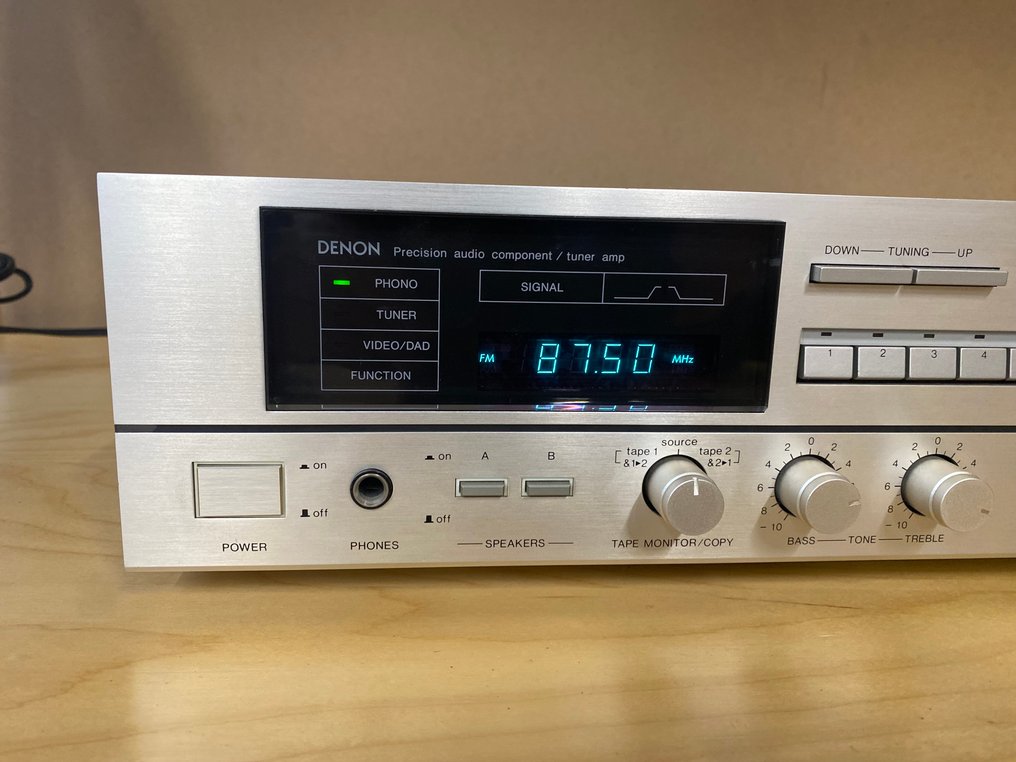 DENON Precision audio component / tuner amp
PHONO
TUNER
VIDEO/DAD
FUNCTION
SIGNAL
FM 87.50 MHz
DOWN TUNING UP
1 2 3 4
on
off
POWER
PHONES
on
off
A B
SPEAKERS
source
tape 1 tape 2
&1▸2 &2▸1
TAPE MONITOR/COPY
0
2 2
4 4
6
8
- 10
BASS TONE TREBLE
0
2 2
4 4
6
8
- 10